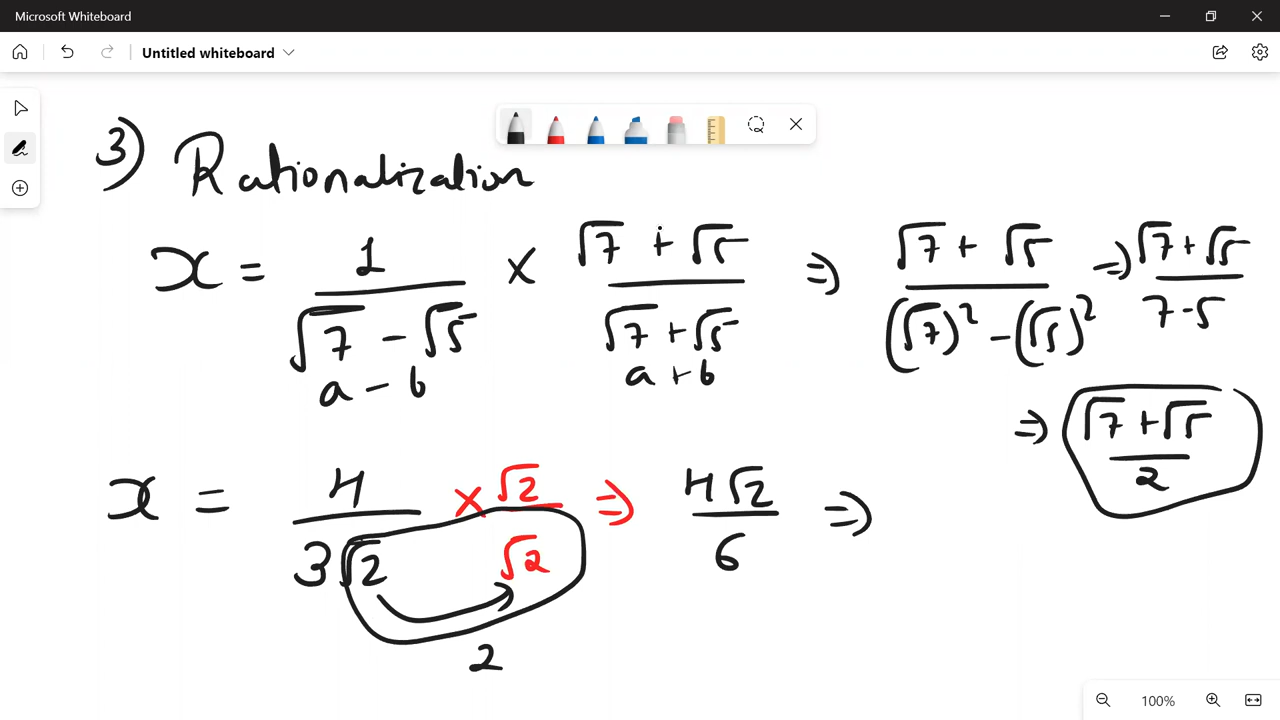 Microsoft Whiteboard
Untitled whiteboard
3) Rationalization
x = 1/(√7 - √5) × (√7 + √5)/(√7 + √5) ⇒ (√7 + √5)/((√7)² - (√5)²) ⇒ (√7 + √5)/(7 - 5)
a - b a + b
⇒ (√7 + √5)/2
x = 4/(3√2) × √2/√2 ⇒ 4√2/6 ⇒
2
100%